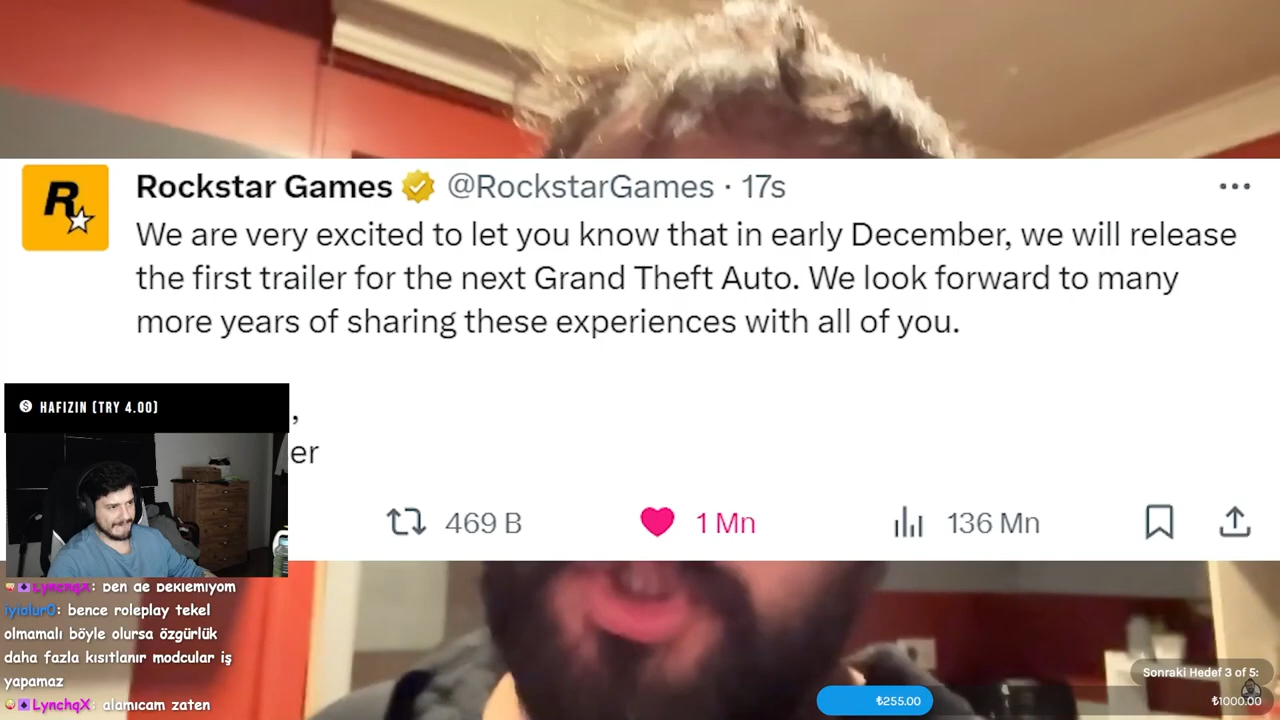 Rockstar Games @RockstarGames · 17s
We are very excited to let you know that in early December, we will release
the first trailer for the next Grand Theft Auto. We look forward to many
more years of sharing these experiences with all of you.
HAFIZIN (TRY 4.00)
,
er
469 B 1 Mn 136 Mn
LynchqX: ben de beklemiyom
iyiolur0: bence roleplay tekel
olmamalı böyle olursa özgürlük
daha fazla kısıtlanır modcular iş
yapamaz
LynchqX: alamıcam zaten
Sonraki Hedef 3 of 5:
₺255.00 ₺1000.00